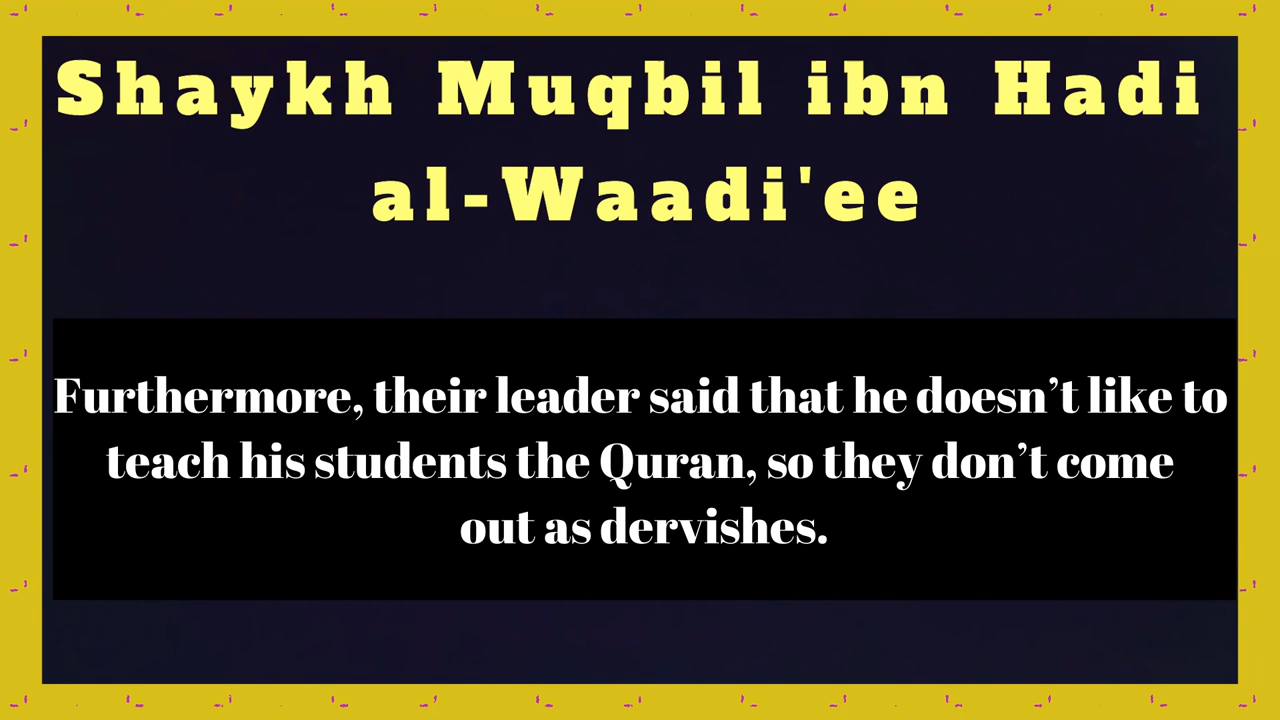 Shaykh Muqbil ibn Hadi
al-Waadi'ee
Furthermore, their leader said that he doesn’t like to
teach his students the Quran, so they don’t come
out as dervishes.